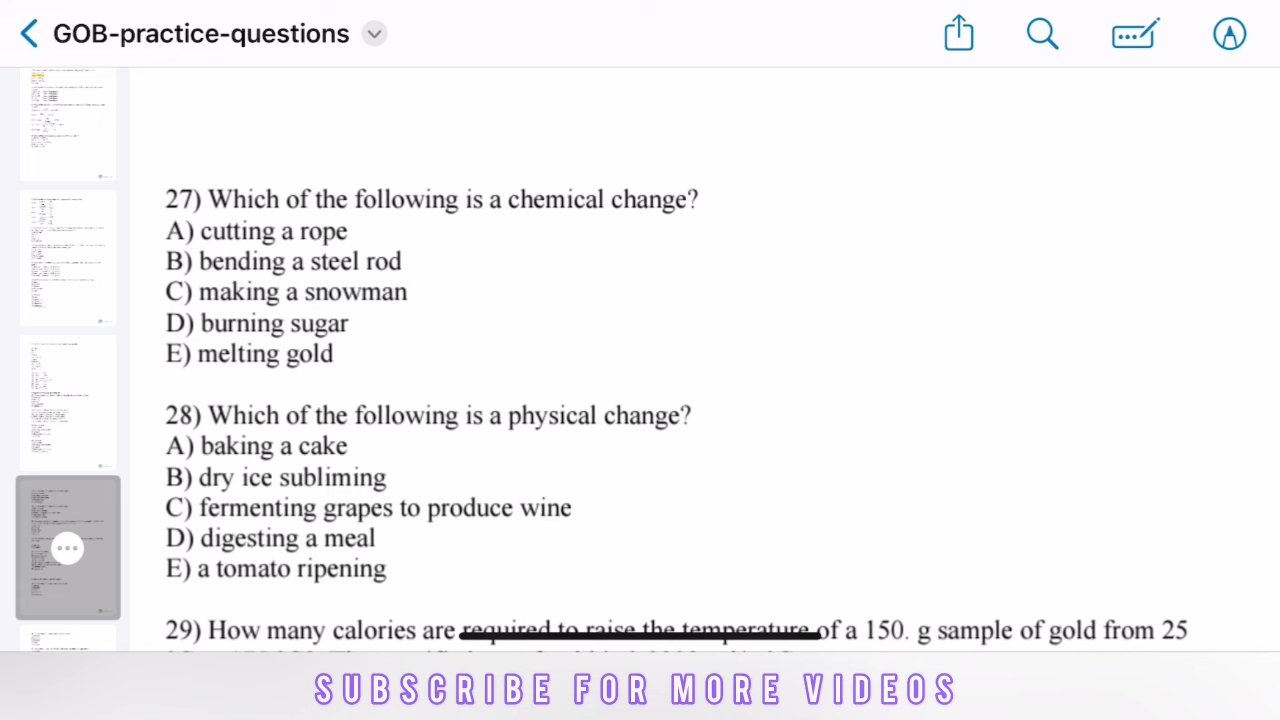 GOB-practice-questions
27) Which of the following is a chemical change?
A) cutting a rope
B) bending a steel rod
C) making a snowman
D) burning sugar
E) melting gold
28) Which of the following is a physical change?
A) baking a cake
B) dry ice subliming
C) fermenting grapes to produce wine
D) digesting a meal
E) a tomato ripening
29) How many calories are required to raise the temperature of a 150. g sample of gold from 25
SUBSCRIBE FOR MORE VIDEOS